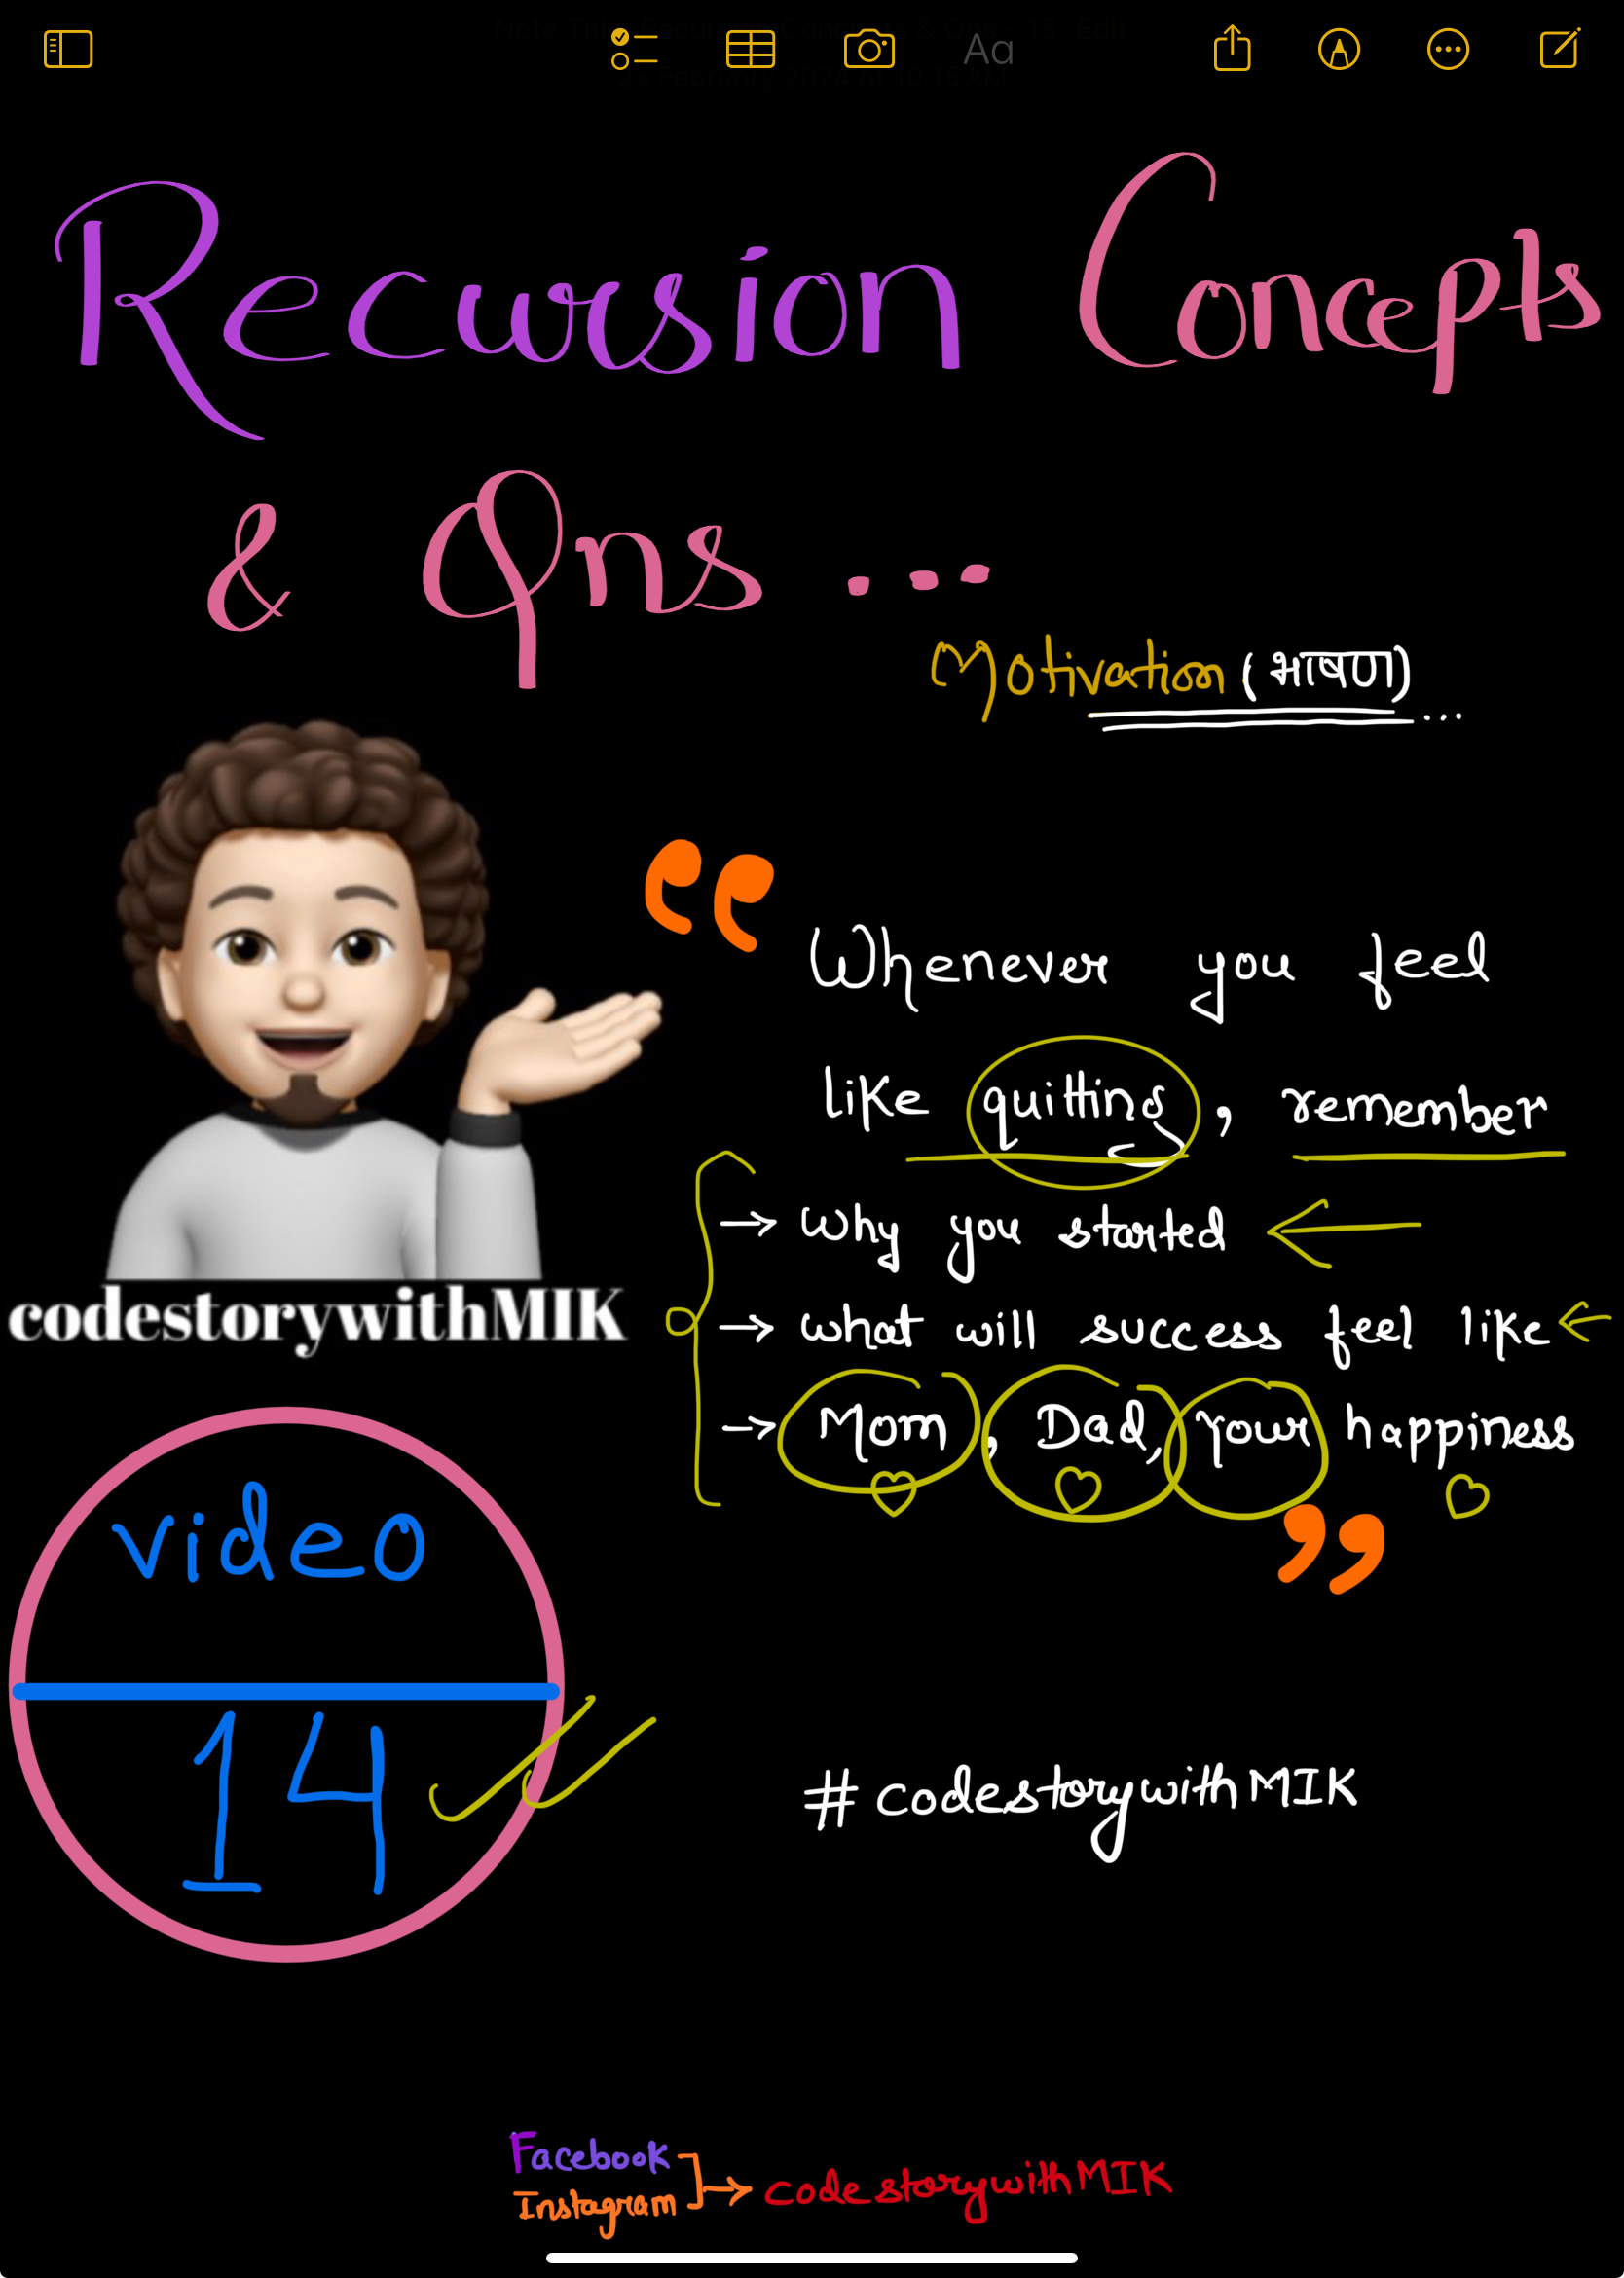 Aa
Recursion Concepts
& Qns ...
Motivation (भाषण) ...
“ Whenever you feel
like quitting, remember
→ why you started
→ what will success feel like
→ Mom, Dad, Your happiness ”
codestorywithMIK
video
14
# codestorywithMIK
Facebook
Instagram → codestorywithMIK